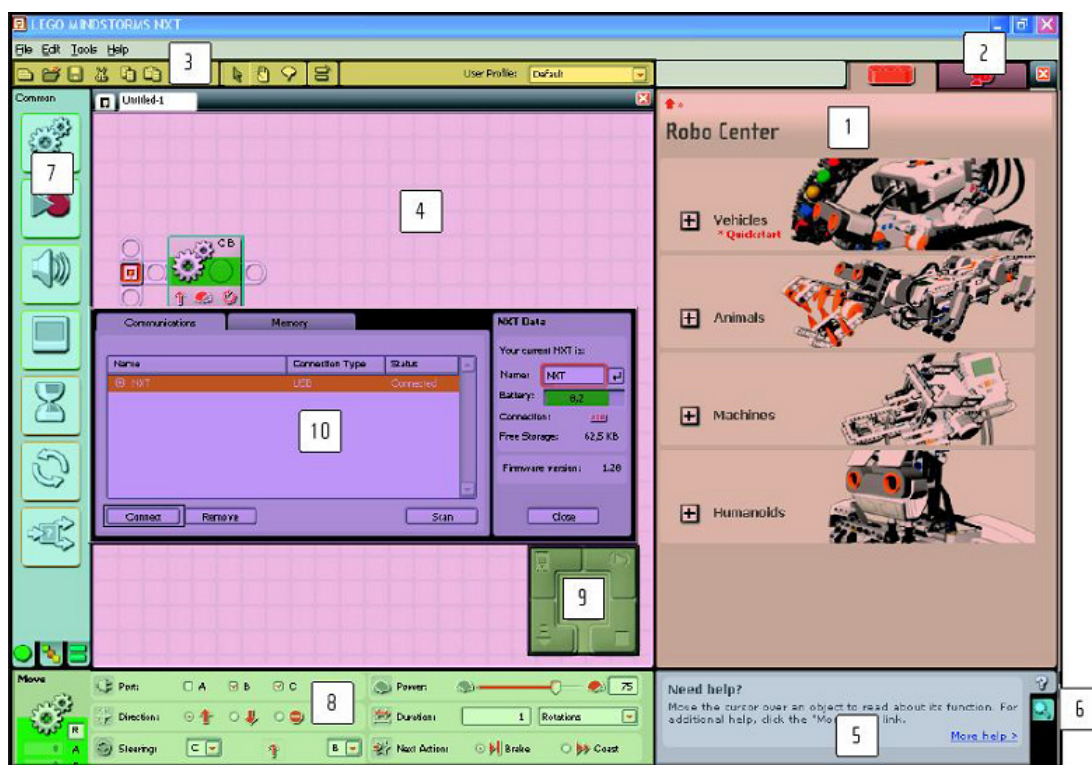 LEGO MINDSTORMS NXT
File Edit Tools Help
3
2
User Profile: Default
Common
Untitled-1
1
Robo Center
7
4
Vehicles
* Quickstart
C B
Animals
Communications Memory NXT Data
Your current NXT is:
Name Connection Type Status
Name: NXT
NXT USB Connected
Battery: 8,2
Connection: USB
Free Storage: 62,5 KB
10
Machines
Firmware version: 1.28
Connect Remove Scan Close
Humanoids
9
Move
Port: A B C
Power: 75
8
Direction:
Duration: 1 Rotations
Steering: C B
Next Action: Brake Coast
R
A
Need help?
Move the cursor over an object to read about its function. For
additional help, click the "More link.
5
More help >
?
6